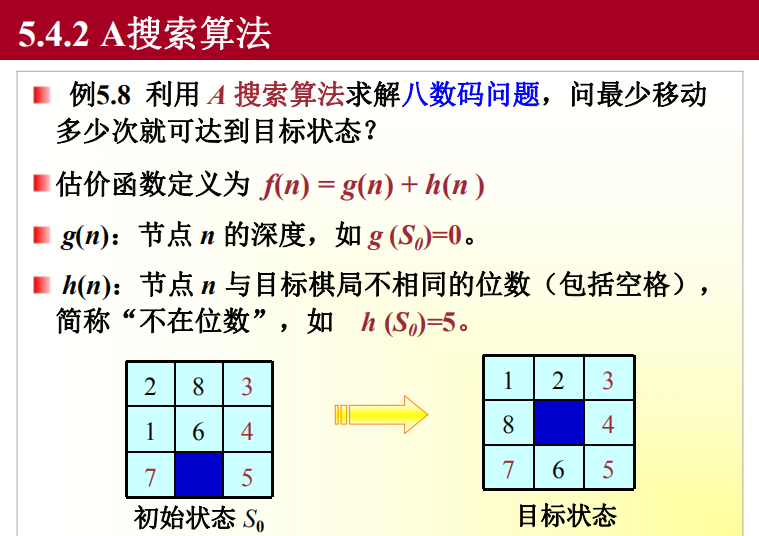 5.4.2 A搜索算法
例5.8 利用 A 搜索算法求解八数码问题，问最少移动
多少次就可达到目标状态？
估价函数定义为 f(n) = g(n) + h(n )
g(n)：节点 n 的深度，如 g (S0)=0。
h(n)：节点 n 与目标棋局不相同的位数（包括空格），
简称“不在位数”，如 h (S0)=5。
2 8 3
1 6 4
7 5
初始状态 S0
1 2 3
8 4
7 6 5
目标状态